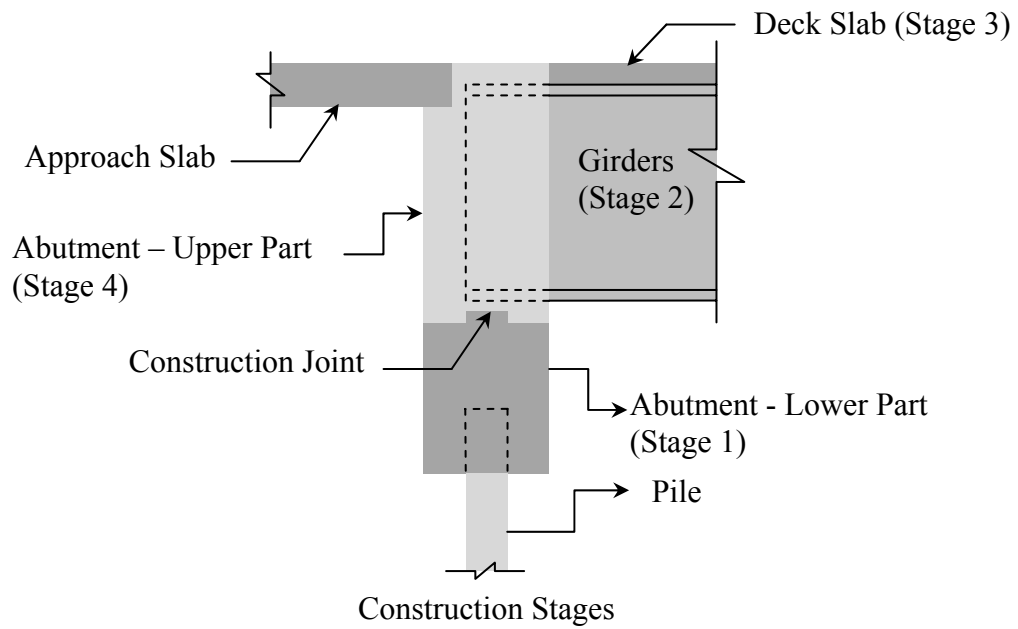 Deck Slab (Stage 3)
Approach Slab
Girders
(Stage 2)
Abutment – Upper Part
(Stage 4)
Construction Joint
Abutment - Lower Part
(Stage 1)
Pile
Construction Stages